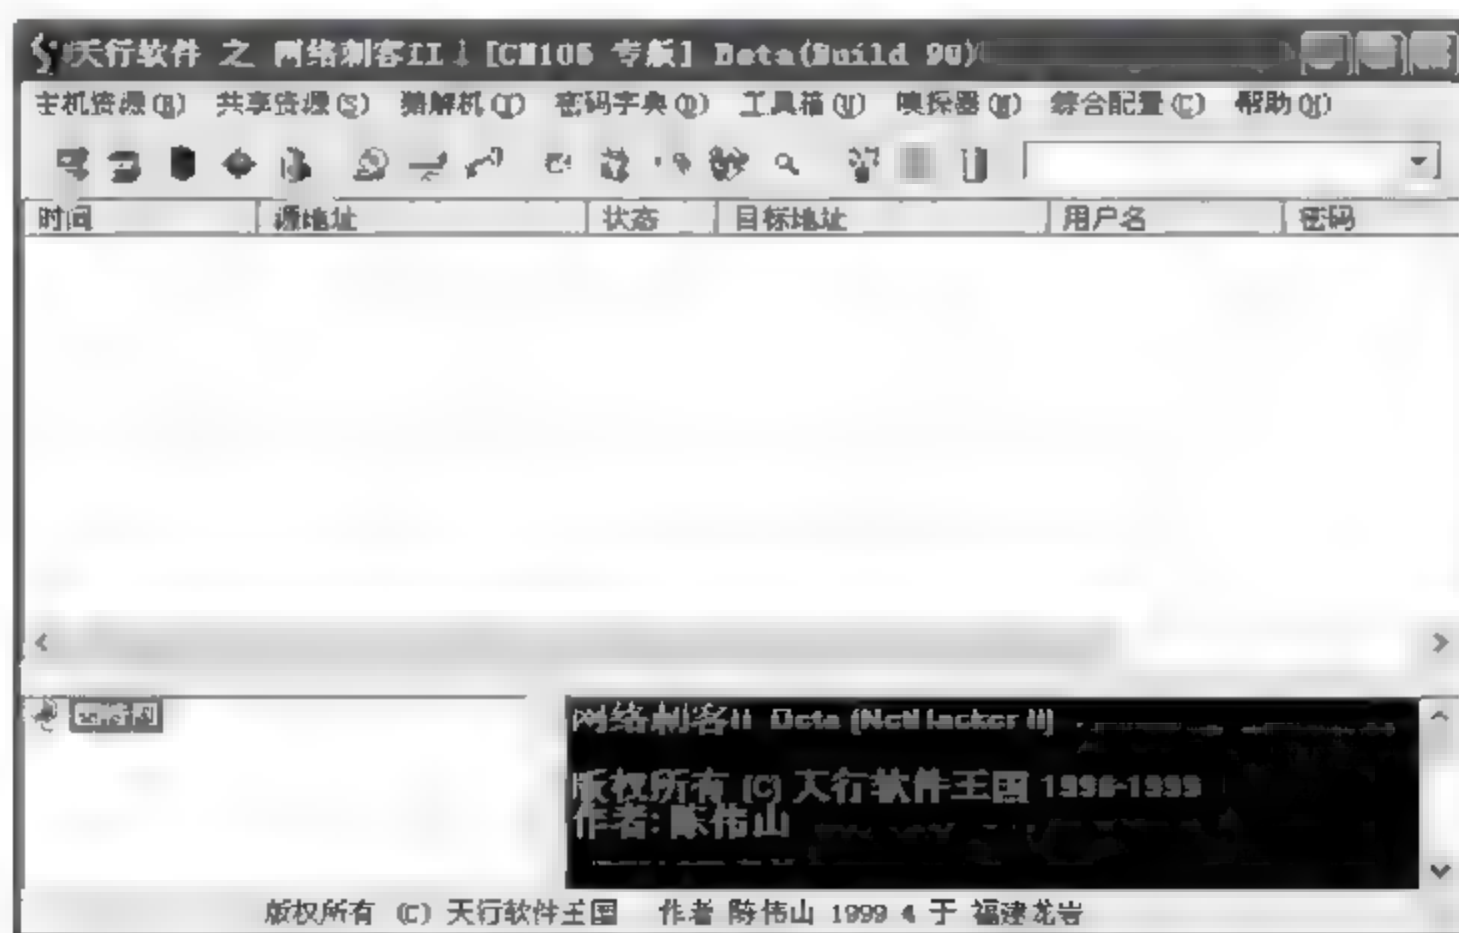 天行软件 之 网络刺客II [CN106 专版] Beta(Build 90)
主机资源(R) 共享资源(S) 猜解机(T) 密码字典(D) 工具箱(U) 嗅探器(N) 综合配置(C) 帮助(H)
时间 源地址 状态 目标地址 用户名 密码
因特网
网络刺客II Beta (NetHacker II)
版权所有 (C) 天行软件王国 1998-1999
作者: 陈伟山
版权所有 (C) 天行软件王国 作者 陈伟山 1999 4 于 福建龙岩